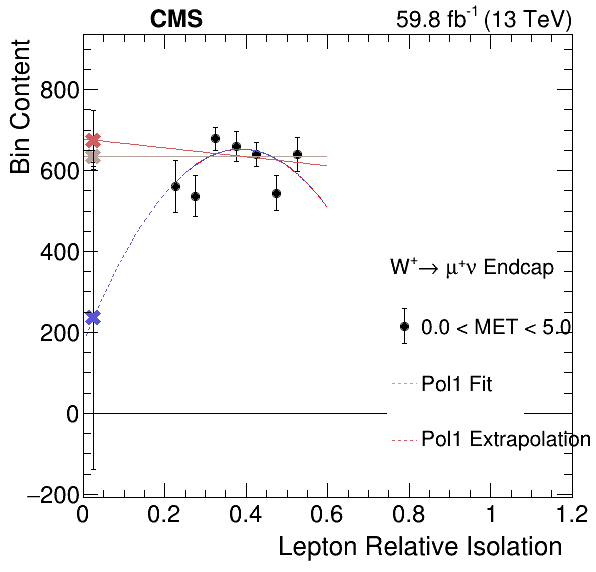 CMS 59.8 fb⁻¹ (13 TeV)
Bin Content
800
600
400
200
0
−200
W⁺→ μ⁺ν Endcap
0.0 < MET < 5.0
Pol1 Fit
Pol1 Extrapolation
0 0.2 0.4 0.6 0.8 1 1.2
Lepton Relative Isolation